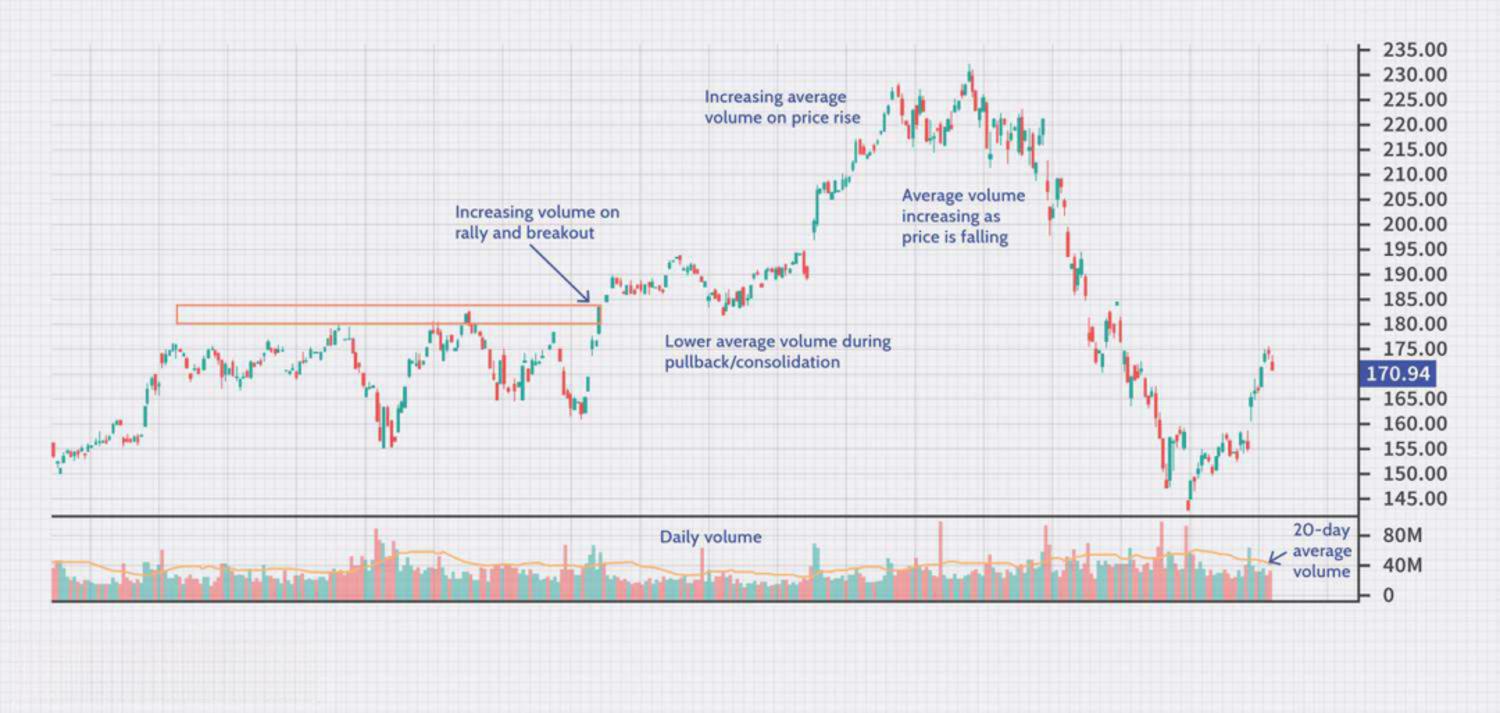 Increasing average
volume on price rise
Increasing volume on
rally and breakout
Average volume
increasing as
price is falling
Lower average volume during
pullback/consolidation
235.00
230.00
225.00
220.00
215.00
210.00
205.00
200.00
195.00
190.00
185.00
180.00
175.00
170.94
165.00
160.00
155.00
150.00
145.00
Daily volume
20-day
average
volume
80M
40M
0